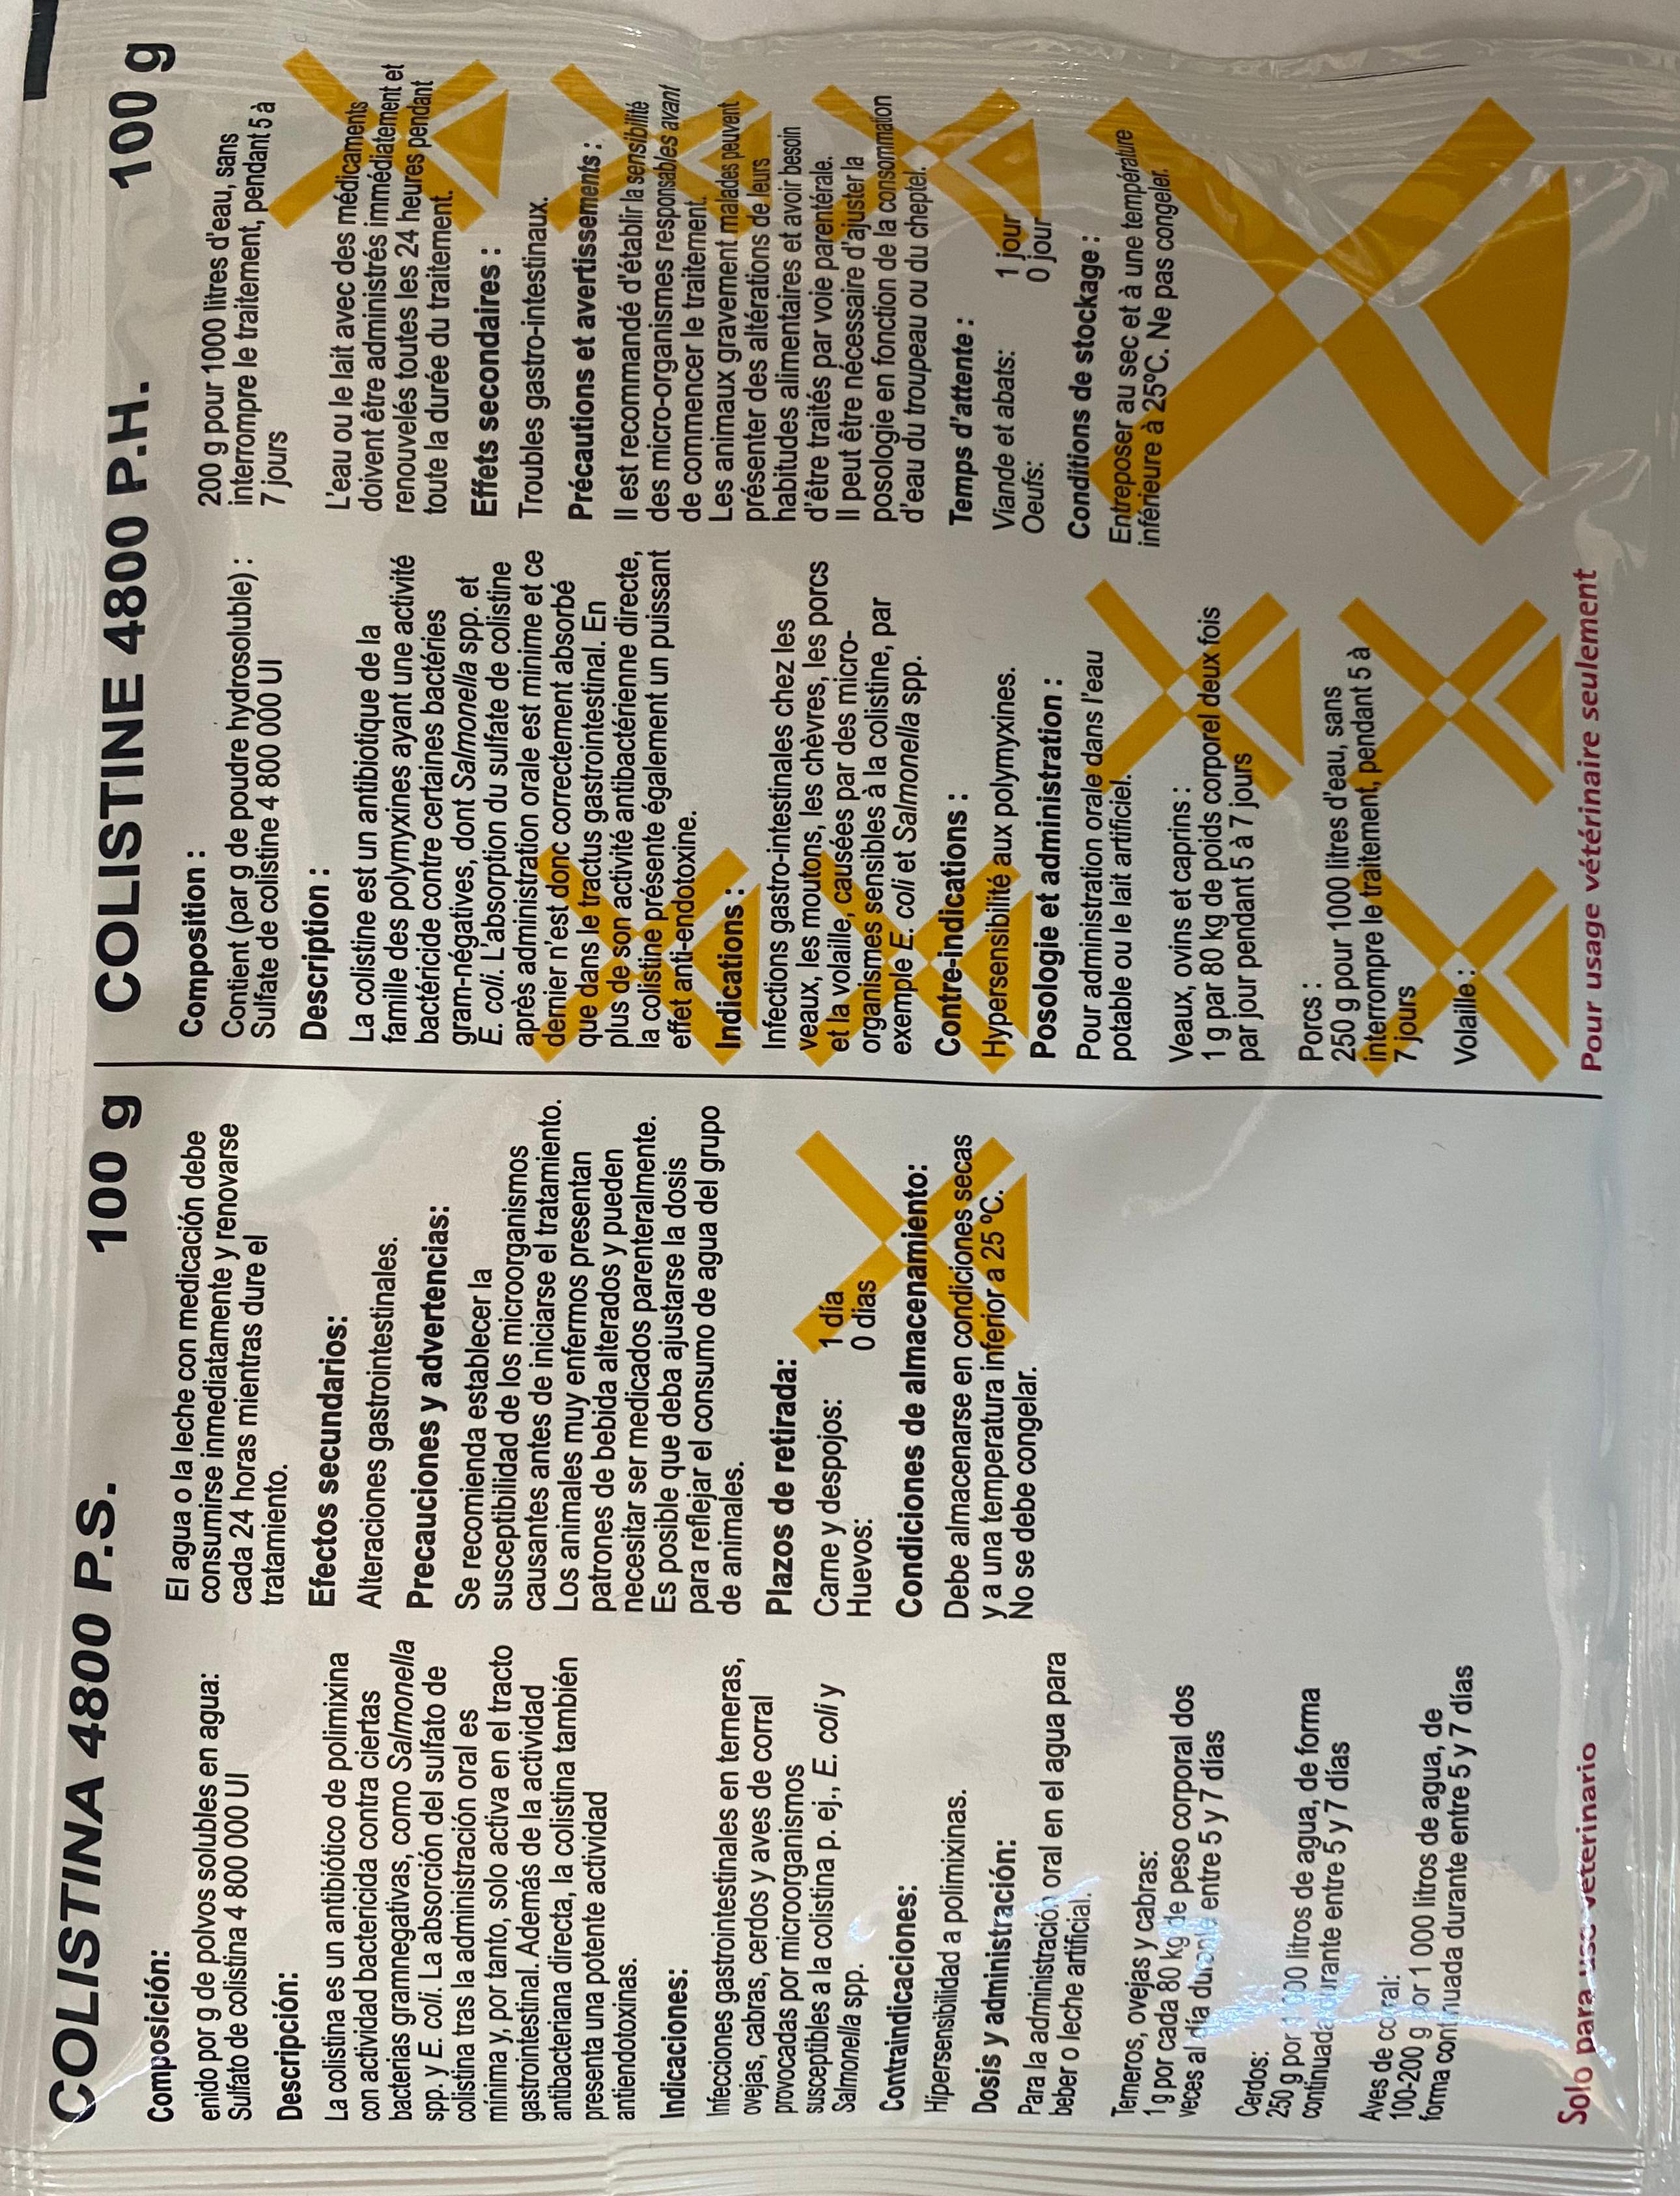 COLISTINA 4800 P.S. 100 g
Composición:
enido por g de polvos solubles en agua:
Sulfato de colistina 4 800 000 UI
Descripción:
La colistina es un antibiótico de polimixina
con actividad bactericida contra ciertas
bacterias gramnegativas, como Salmonella
spp. y E. coli. La absorción del sulfato de
colistina tras la administración oral es
mínima y, por tanto, solo activa en el tracto
gastrointestinal. Además de la actividad
antibacteriana directa, la colistina también
presenta una potente actividad
antiendotoxinas.
Indicaciones:
Infecciones gastrointestinales en terneras,
ovejas, cabras, cerdos y aves de corral
provocadas por microorganismos
susceptibles a la colistina p. ej., E. coli y
Salmonella spp.
Contraindicaciones:
Hipersensibilidad a polimixinas.
Dosis y administración:
Para la administración oral en el agua para
beber o leche artificial.
Terneros, ovejas y cabras:
1 g por cada 80 kg de peso corporal dos
veces al día durante entre 5 y 7 días
Cerdos:
250 g por 1 000 litros de agua, de forma
continuada durante entre 5 y 7 días
Aves de corral:
100-200 g por 1 000 litros de agua, de
forma continuada durante entre 5 y 7 días
El agua o la leche con medicación debe
consumirse inmediatamente y renovarse
cada 24 horas mientras dure el
tratamiento.
Efectos secundarios:
Alteraciones gastrointestinales.
Precauciones y advertencias:
Se recomienda establecer la
susceptibilidad de los microorganismos
causantes antes de iniciarse el tratamiento.
Los animales muy enfermos presentan
patrones de bebida alterados y pueden
necesitar ser medicados parenteralmente.
Es posible que deba ajustarse la dosis
para reflejar el consumo de agua del grupo
de animales.
Plazos de retirada:
Carne y despojos: 1 día
Huevos: 0 días
Condiciones de almacenamiento:
Debe almacenarse en condiciones secas
y a una temperatura inferior a 25 ºC.
No se debe congelar.
Solo para uso veterinario
COLISTINE 4800 P.H. 100 g
Composition :
Contient (par g de poudre hydrosoluble) :
Sulfate de colistine 4 800 000 UI
Description :
La colistine est un antibiotique de la
famille des polymyxines ayant une activité
bactéricide contre certaines bactéries
gram-négatives, dont Salmonella spp. et
E. coli. L'absorption du sulfate de colistine
après administration orale est minime et ce
dernier n'est donc correctement absorbé
que dans le tractus gastrointestinal. En
plus de son activité antibactérienne directe,
la colistine présente également un puissant
effet anti-endotoxine.
Indications :
Infections gastro-intestinales chez les
veaux, les moutons, les chèvres, les porcs
et la volaille, causées par des micro-
organismes sensibles à la colistine, par
exemple E. coli et Salmonella spp.
Contre-indications :
Hypersensibilité aux polymyxines.
Posologie et administration :
Pour administration orale dans l'eau
potable ou le lait artificiel.
Veaux, ovins et caprins :
1 g par 80 kg de poids corporel deux fois
par jour pendant 5 à 7 jours
Porcs :
250 g pour 1000 litres d'eau, sans
interrompre le traitement, pendant 5 à
7 jours
Volaille :
200 g pour 1000 litres d'eau, sans
interrompre le traitement, pendant 5 à
7 jours
L'eau ou le lait avec des médicaments
doivent être administrés immédiatement et
renouvelés toutes les 24 heures pendant
toute la durée du traitement.
Effets secondaires :
Troubles gastro-intestinaux.
Précautions et avertissements :
Il est recommandé d'établir la sensibilité
des micro-organismes responsables avant
de commencer le traitement.
Les animaux gravement malades peuvent
présenter des altérations de leurs
habitudes alimentaires et avoir besoin
d'être traités par voie parentérale.
Il peut être nécessaire d'ajuster la
posologie en fonction de la consommation
d'eau du troupeau ou du cheptel.
Temps d'attente :
Viande et abats: 1 jour
Oeufs: 0 jour
Conditions de stockage :
Entreposer au sec et à une température
inférieure à 25ºC. Ne pas congeler.
Pour usage vétérinaire seulement